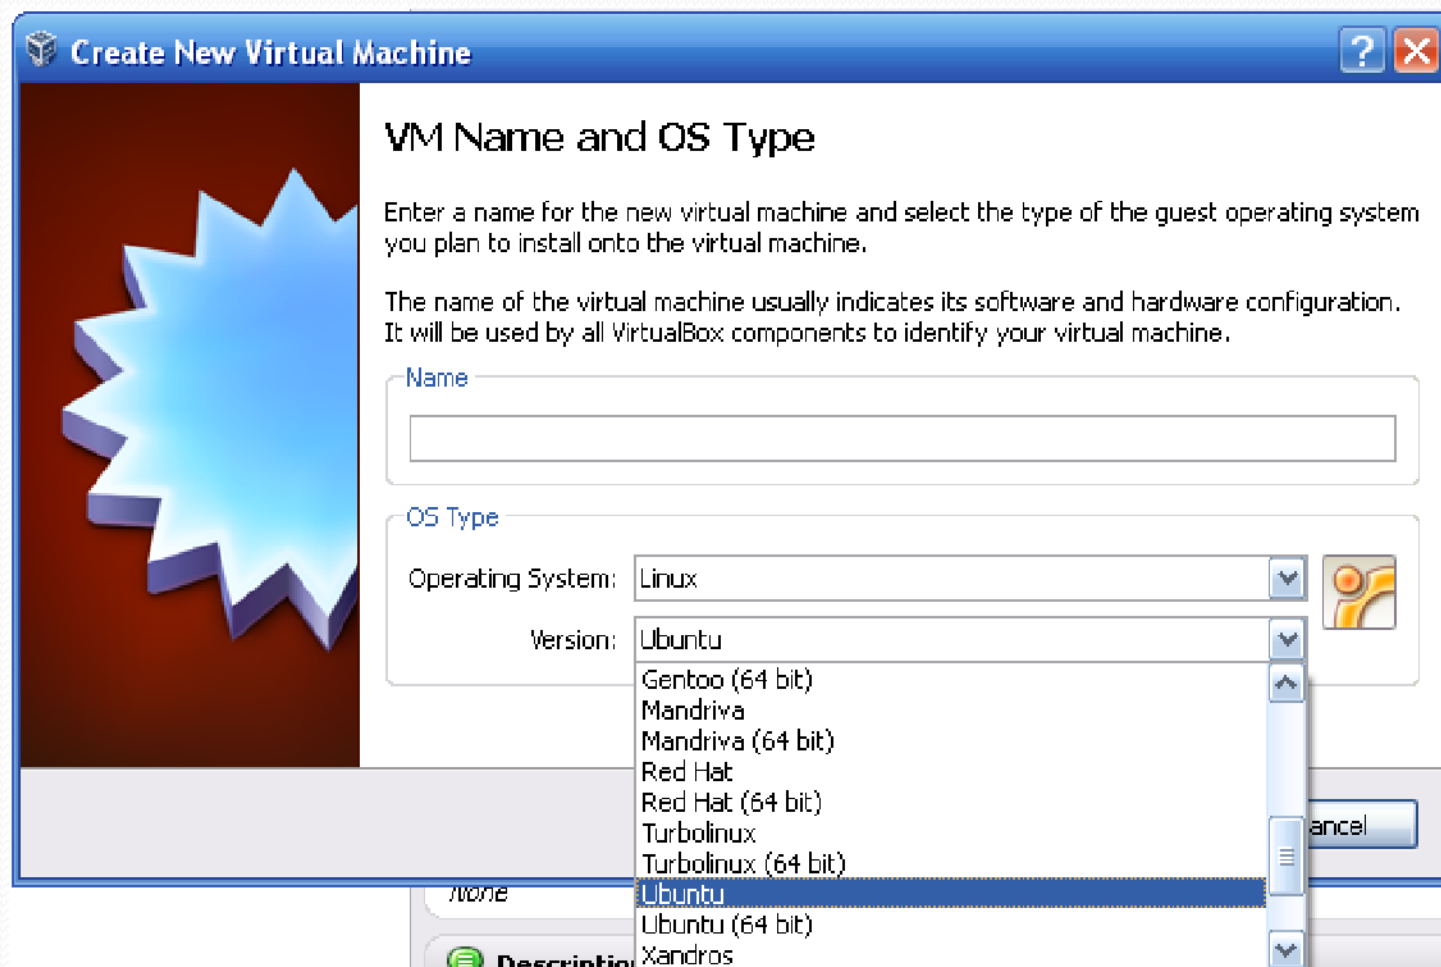 Create New Virtual Machine
VM Name and OS Type
Enter a name for the new virtual machine and select the type of the guest operating system
you plan to install onto the virtual machine.
The name of the virtual machine usually indicates its software and hardware configuration.
It will be used by all VirtualBox components to identify your virtual machine.
Name
OS Type
Operating System: Linux
Version: Ubuntu
Gentoo (64 bit)
Mandriva
Mandriva (64 bit)
Red Hat
Red Hat (64 bit)
Turbolinux
ancel
Turbolinux (64 bit)
None
Ubuntu
Ubuntu (64 bit)
Xandros
Descriptio